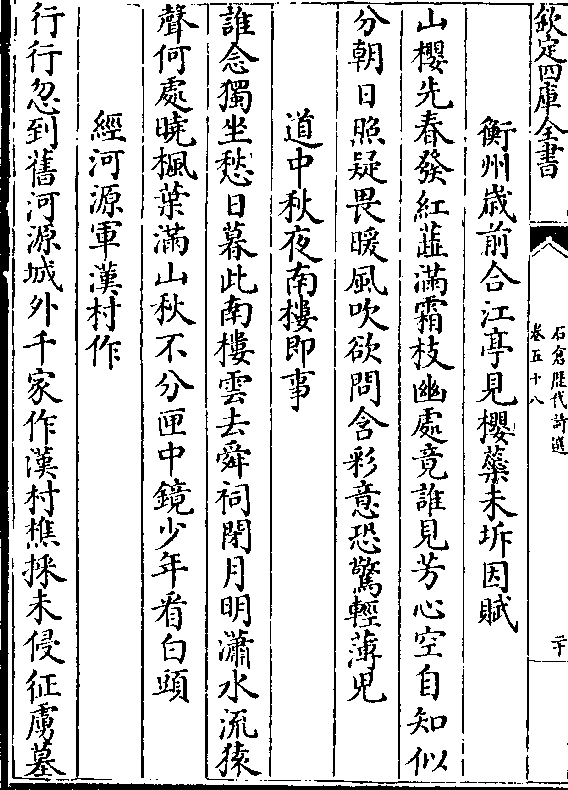 欽定四庫全書
石倉歴代詩選
卷五十八
二十
衡州歳前合江亭見櫻蘂未坼因賦
山櫻先春發紅蘂滿霜枝幽處竟誰見芳心空自知似
分朝日照疑畏暖風吹欲問含彩意恐驚輕薄兒
道中秋夜南樓即事
誰念獨坐愁日暮此南樓雲去舜祠閉月明瀟水流猿
聲何處曉楓葉滿山秋不分匣中鏡少年看白頭
經河源軍漢村作
行行忽到舊河源城外千家作漢村樵採未侵征虜墓